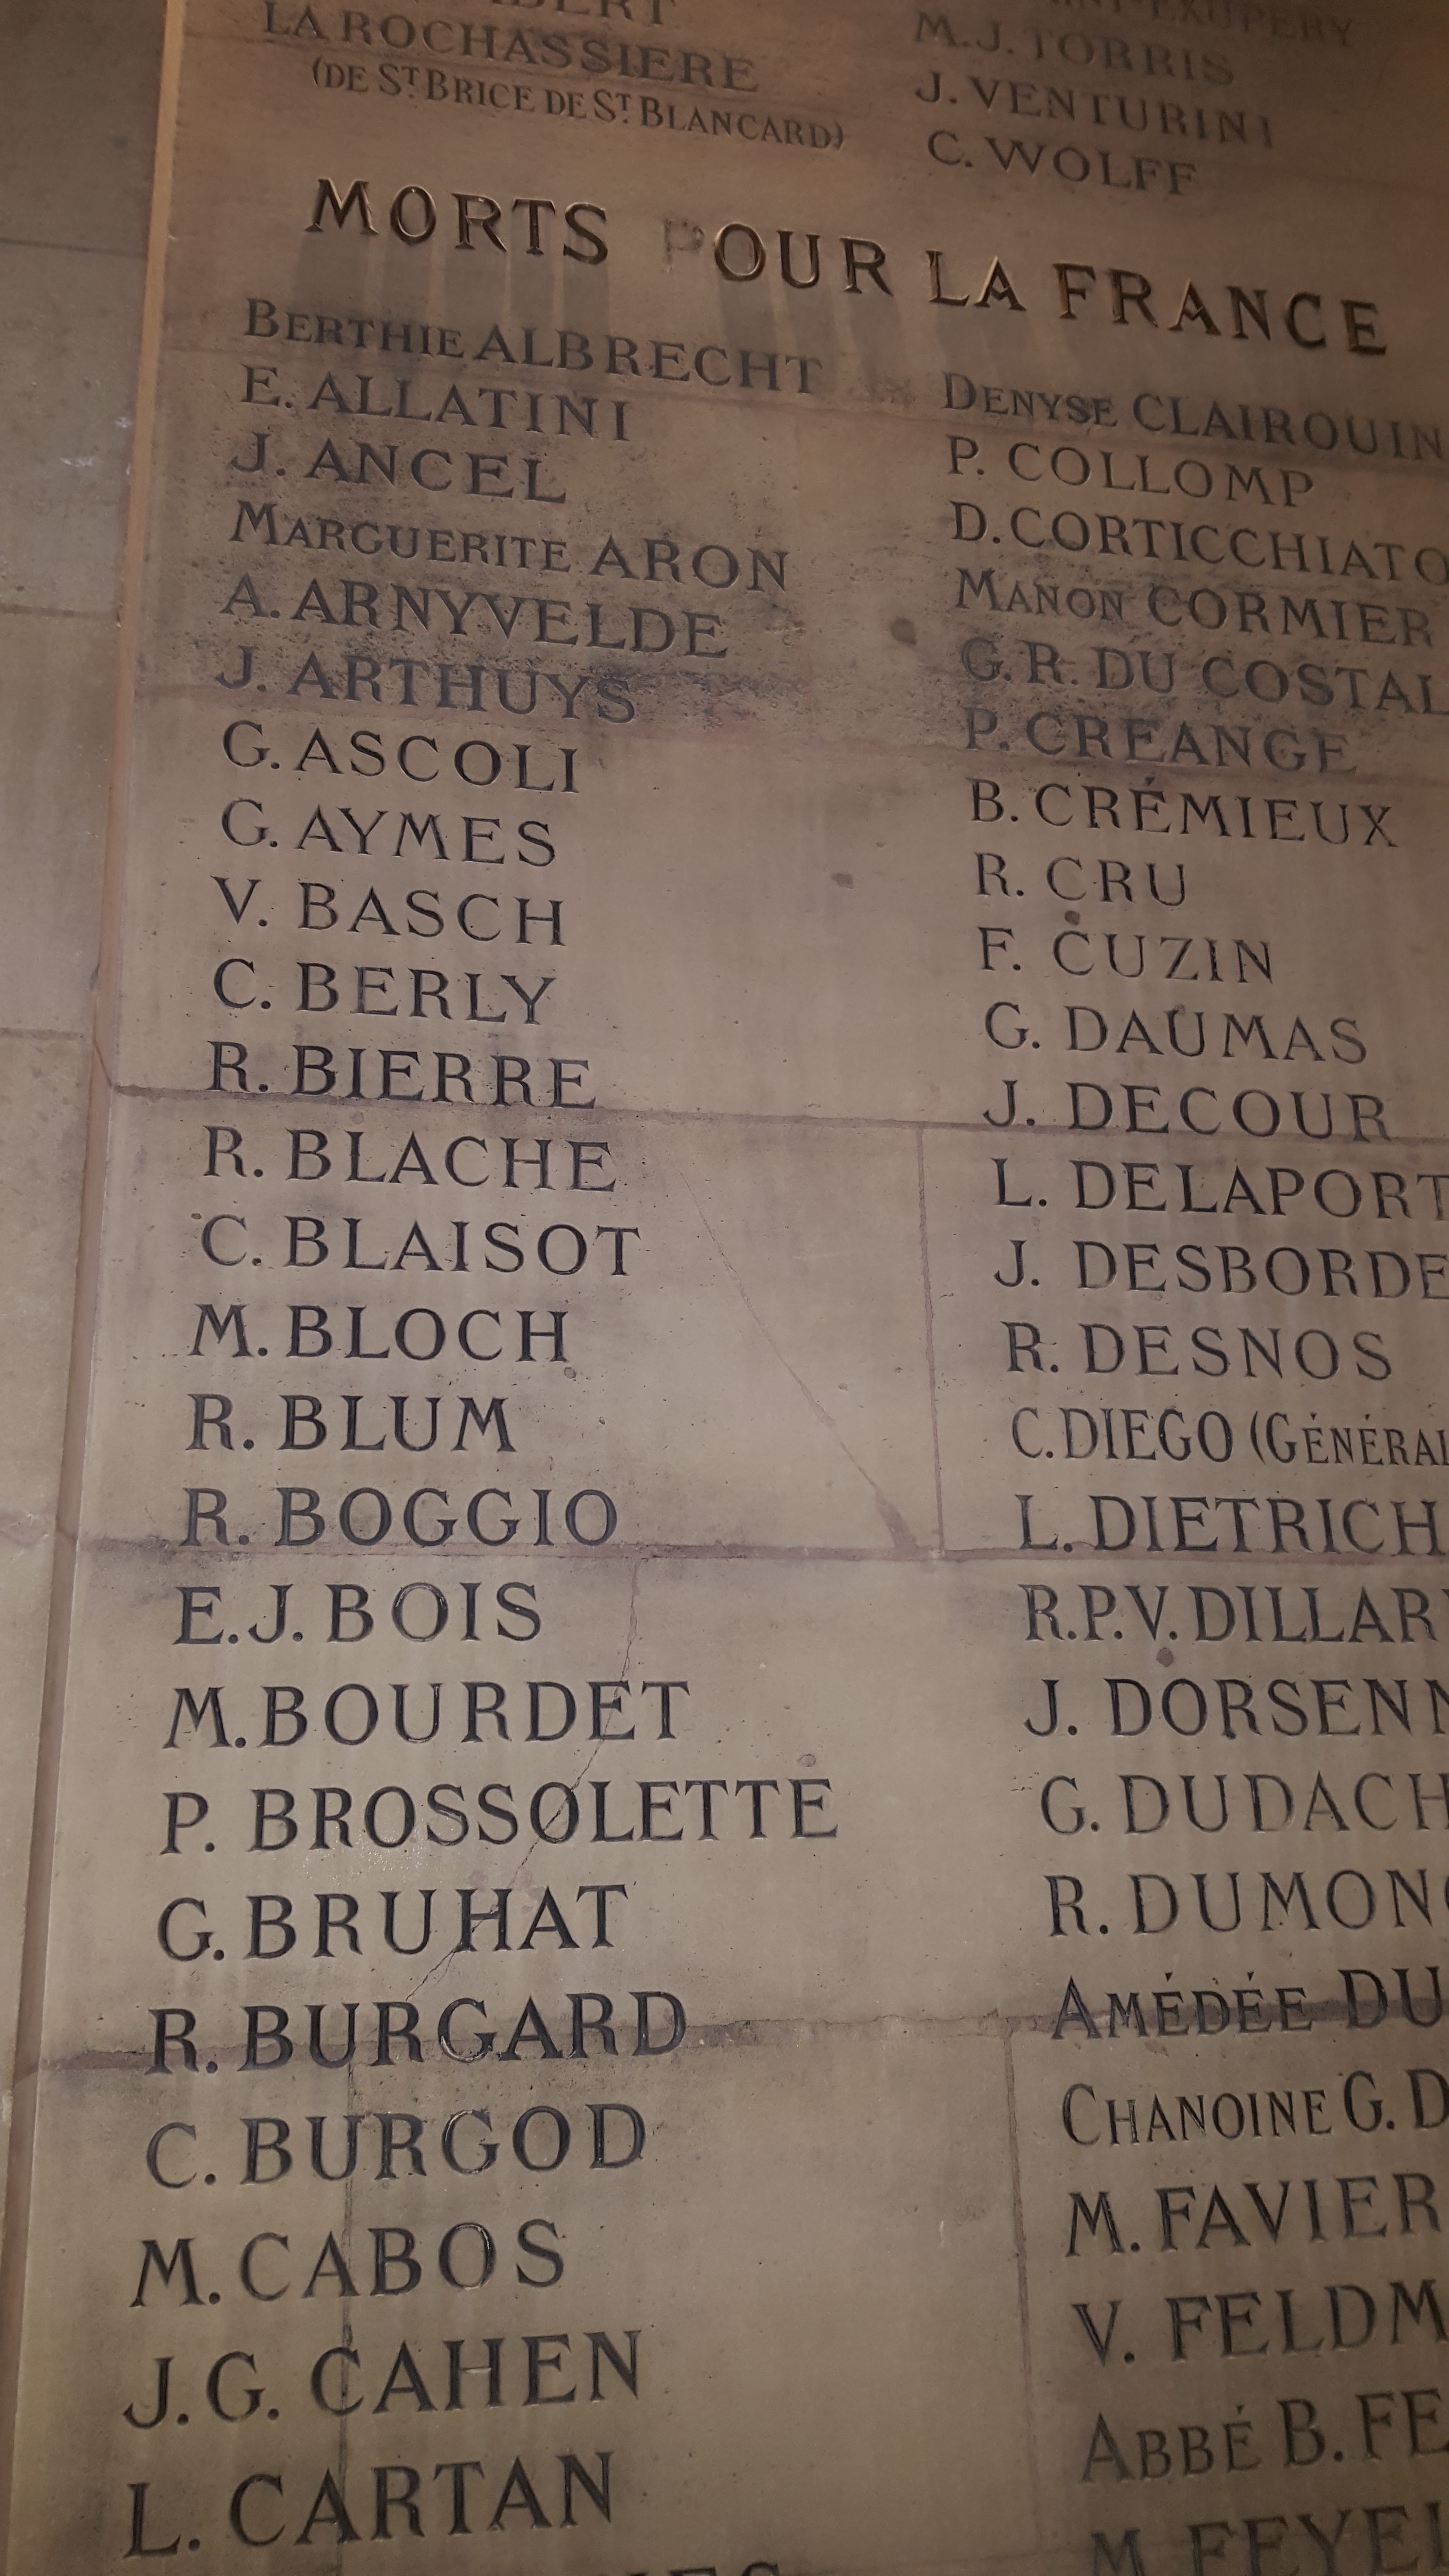 LA ROCHASSIERE
(DE ST. BRICE DE ST. BLANCARD)
M.J. TORRIS
J. VENTURINI
C. WOLFF
MORTS POUR LA FRANCE
BERTHIE ALBRECHT
E. ALLATINI
J. ANCEL
MARGUERITE ARON
A. ARNYVELDE
J. ARTHUYS
G. ASCOLI
G. AYMES
V. BASCH
C. BERLY
R. BIERRE
R. BLACHE
C. BLAISOT
M. BLOCH
R. BLUM
R. BOGGIO
E.J. BOIS
M. BOURDET
P. BROSSOLETTE
G. BRUHAT
R. BURGARD
C. BURGOD
M. CABOS
J.G. CAHEN
L. CARTAN
DENYSE CLAIROUIN
P. COLLOMP
D. CORTICCHIATO
MANON CORMIER
G.R. DU COSTAL
P. CREANGE
B. CRÉMIEUX
R. CRU
F. CUZIN
G. DAUMAS
J. DECOUR
L. DELAPORT
J. DESBORDE
R. DESNOS
C. DIEGO (GÉNÉRAL
L. DIETRICH
R.P.V. DILLAR
J. DORSENN
G. DUDACH
R. DUMON
AMÉDÉE DU
CHANOINE G. D
M. FAVIER
V. FELDM
ABBÉ B. FE